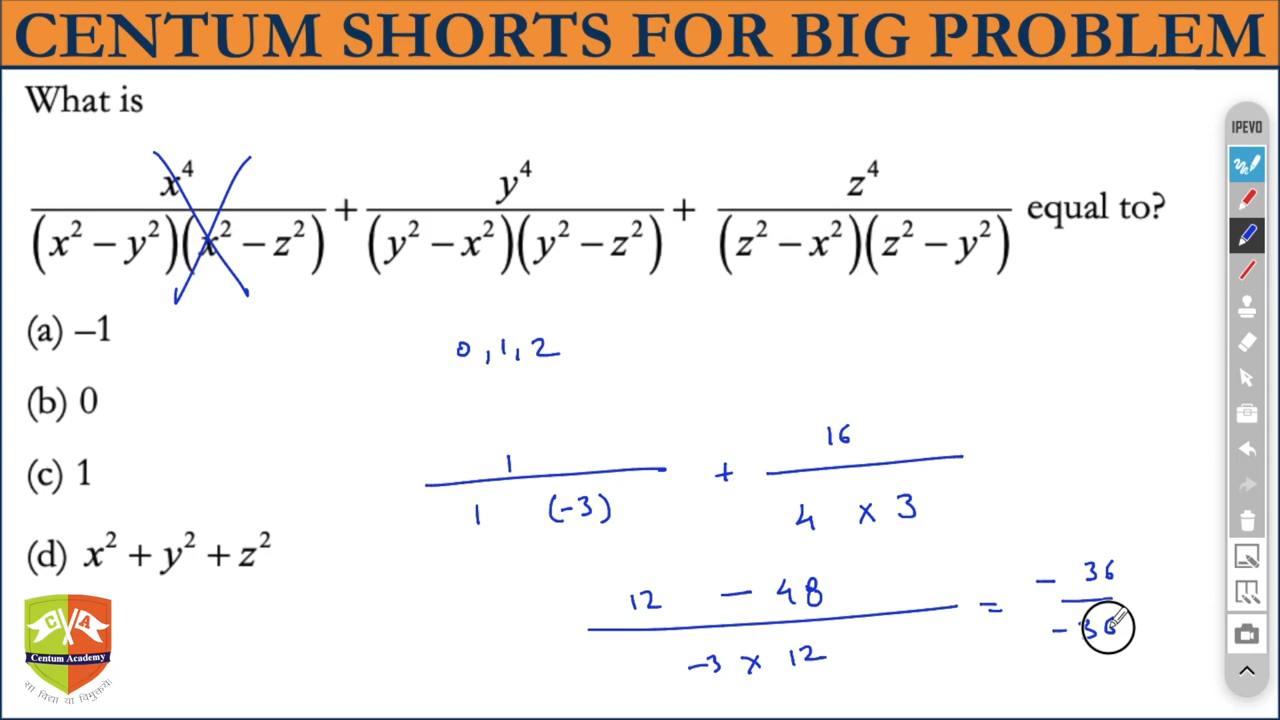 CENTUM SHORTS FOR BIG PROBLEM
What is
x⁴/((x² – y²)(x² – z²)) + y⁴/((y² – x²)(y² – z²)) + z⁴/((z² – x²)(z² – y²)) equal to?
(a) –1
(b) 0
(c) 1
(d) x² + y² + z²
0, 1, 2
1/(1 (-3)) + 16/(4 x 3)
(12 - 48)/(-3 x 12) = -36/-36
IPEVO
C A
Centum Academy
सा विद्या या विमुक्तये